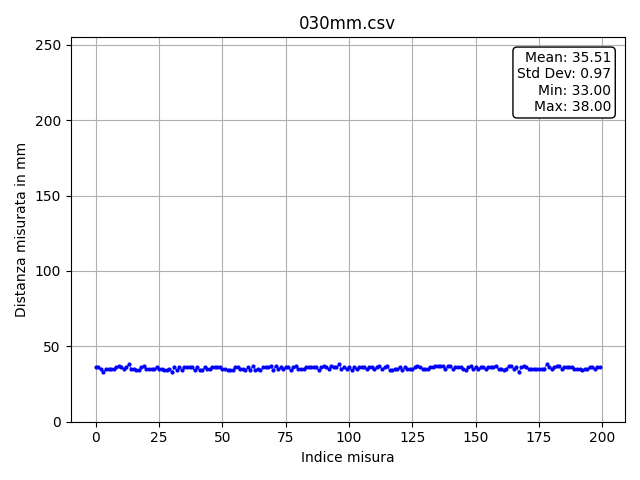 030mm.csv
250
200
150
100
50
0
Distanza misurata in mm
Mean: 35.51
Std Dev: 0.97
Min: 33.00
Max: 38.00
0 25 50 75 100 125 150 175 200
Indice misura